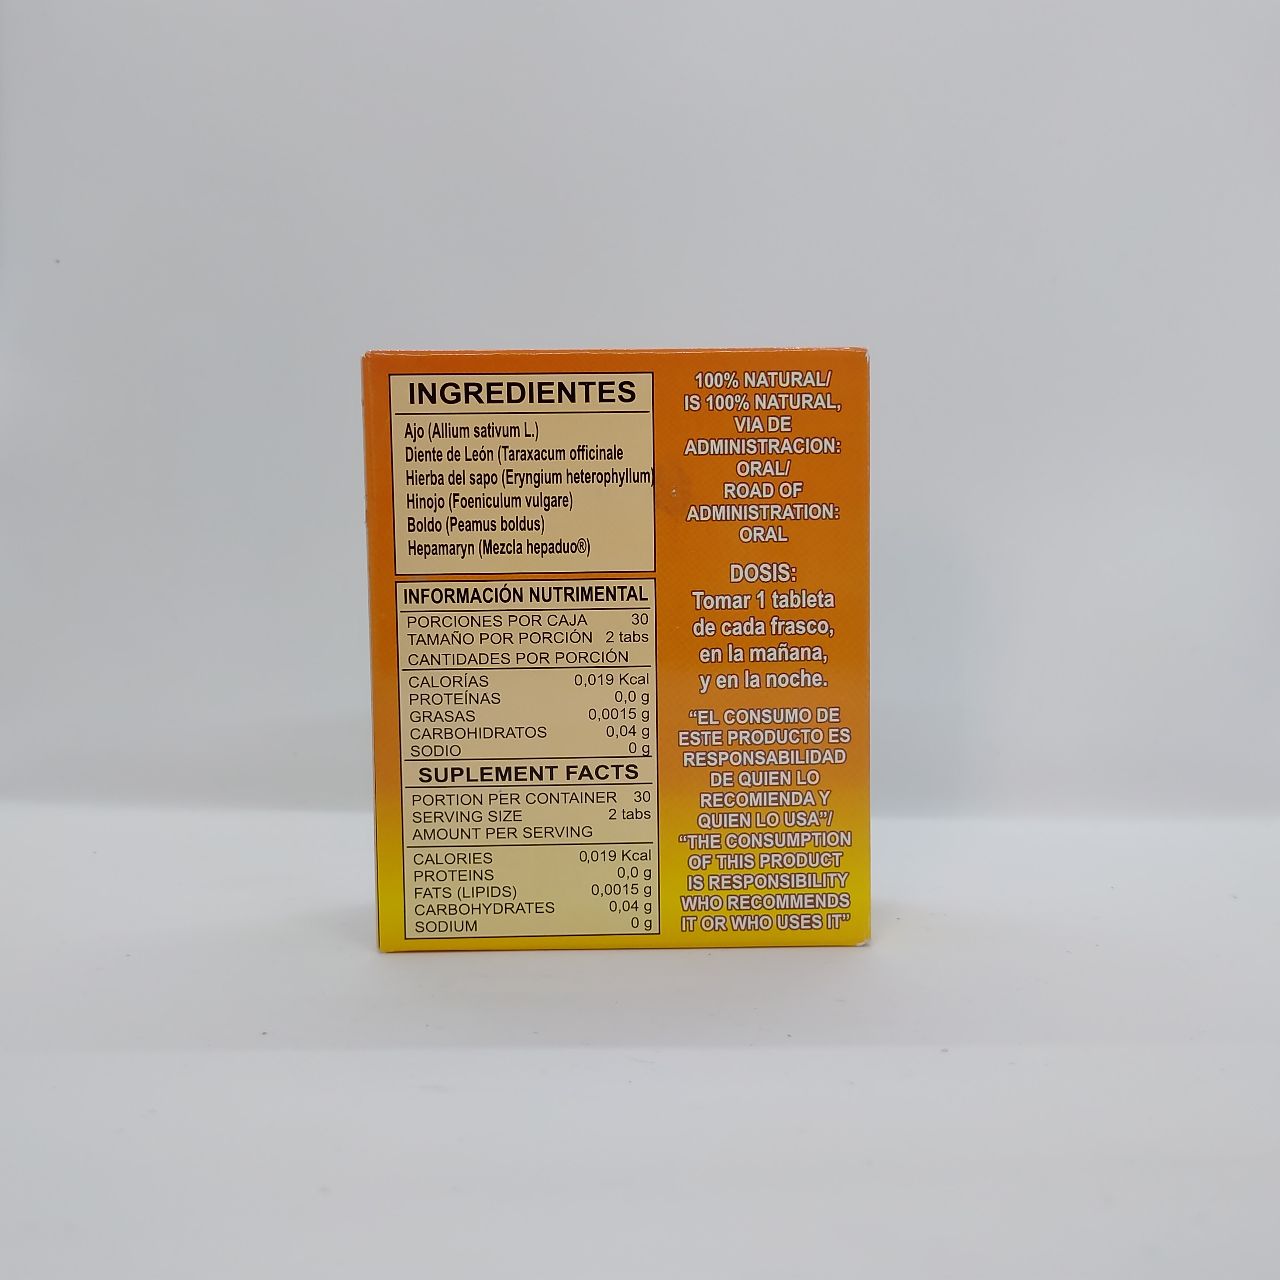 INGREDIENTES
Ajo (Allium sativum L.)
Diente de León (Taraxacum officinale
Hierba del sapo (Eryngium heterophyllum)
Hinojo (Foeniculum vulgare)
Boldo (Peamus boldus)
Hepamaryn (Mezcla hepaduo®)
INFORMACIÓN NUTRIMENTAL
PORCIONES POR CAJA 30
TAMAÑO POR PORCIÓN 2 tabs
CANTIDADES POR PORCIÓN
CALORÍAS 0,019 Kcal
PROTEÍNAS 0,0 g
GRASAS 0,0015 g
CARBOHIDRATOS 0,04 g
SODIO 0 g
SUPLEMENT FACTS
PORTION PER CONTAINER 30
SERVING SIZE 2 tabs
AMOUNT PER SERVING
CALORIES 0,019 Kcal
PROTEINS 0,0 g
FATS (LIPIDS) 0,0015 g
CARBOHYDRATES 0,04 g
SODIUM 0 g
100% NATURAL/
IS 100% NATURAL,
VIA DE
ADMINISTRACION:
ORAL/
ROAD OF
ADMINISTRATION:
ORAL
DOSIS:
Tomar 1 tableta
de cada frasco,
en la mañana,
y en la noche.
“EL CONSUMO DE
ESTE PRODUCTO ES
RESPONSABILIDAD
DE QUIEN LO
RECOMIENDA Y
QUIEN LO USA”/
“THE CONSUMPTION
OF THIS PRODUCT
IS RESPONSIBILITY
WHO RECOMMENDS
IT OR WHO USES IT”